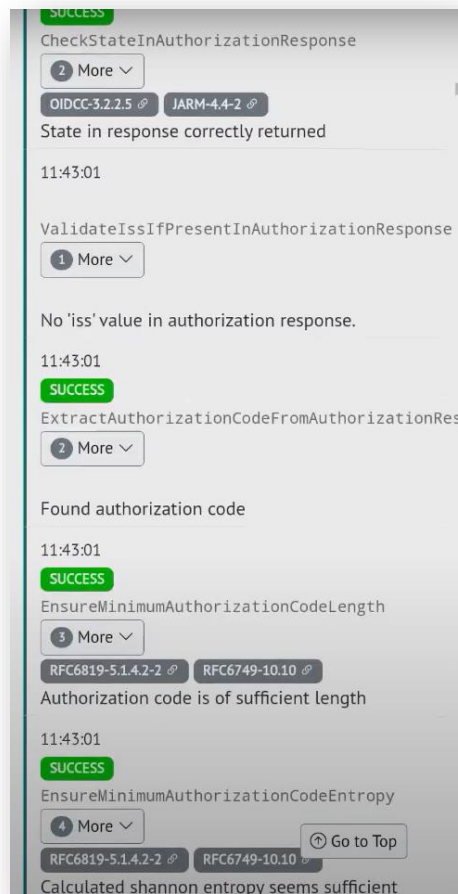 SUCCESS
CheckStateInAuthorizationResponse
2 More
OIDCC-3.2.2.5 JARM-4.4-2
State in response correctly returned
11:43:01
ValidateIssIfPresentInAuthorizationResponse
1 More
No 'iss' value in authorization response.
11:43:01
SUCCESS
ExtractAuthorizationCodeFromAuthorizationRes
2 More
Found authorization code
11:43:01
SUCCESS
EnsureMinimumAuthorizationCodeLength
3 More
RFC6819-5.1.4.2-2 RFC6749-10.10
Authorization code is of sufficient length
11:43:01
SUCCESS
EnsureMinimumAuthorizationCodeEntropy
4 More
Go to Top
RFC6819-5.1.4.2-2 RFC6749-10.10
Calculated shannon entropy seems sufficient